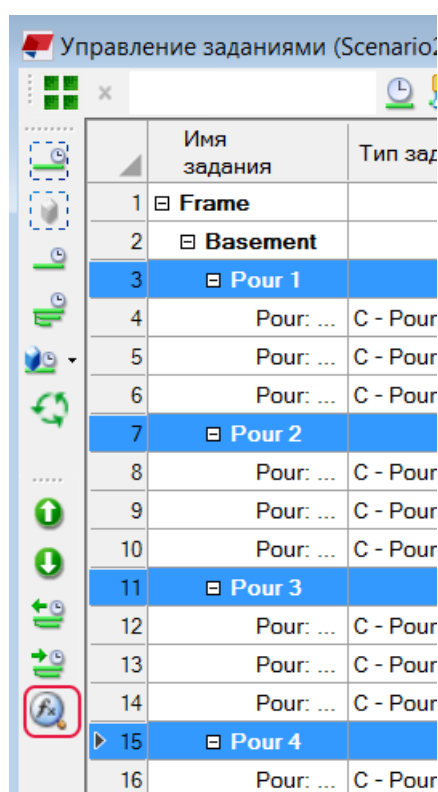 Управление заданиями (Scenario2
Имя задания
Тип зад
1 Frame
2 Basement
3 Pour 1
4 Pour: ... C - Pour
5 Pour: ... C - Pour
6 Pour: ... C - Pour
7 Pour 2
8 Pour: ... C - Pour
9 Pour: ... C - Pour
10 Pour: ... C - Pour
11 Pour 3
12 Pour: ... C - Pour
13 Pour: ... C - Pour
14 Pour: ... C - Pour
15 Pour 4
16 Pour: ... C - Pour